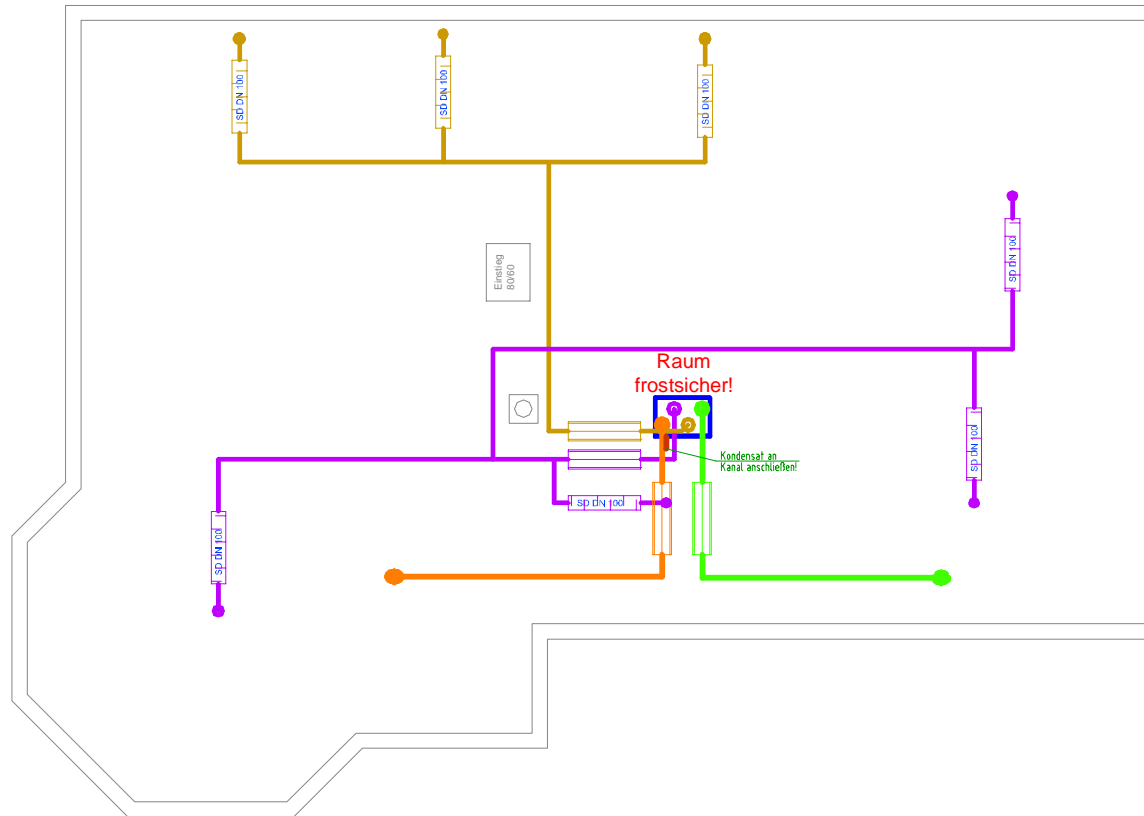 SD DN 100
SD DN 100
SD DN 100
SD DN 100
Einstieg
80/60
Raum
frostsicher!
SD DN 100
Kondensat an
Kanal anschließen!
SD DN 100
SD DN 100